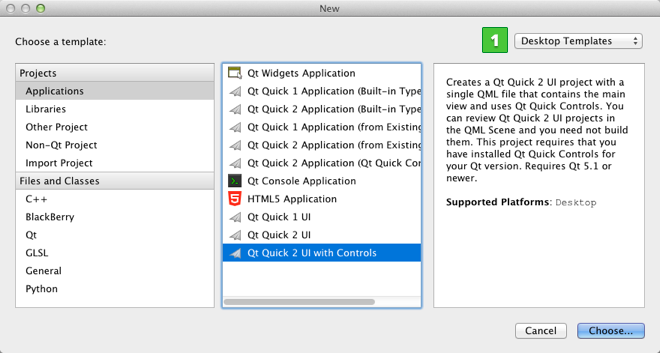 New
Choose a template:
1
Desktop Templates
Projects
Applications
Libraries
Other Project
Non-Qt Project
Import Project
Files and Classes
C++
BlackBerry
Qt
GLSL
General
Python
Qt Widgets Application
Qt Quick 1 Application (Built-in Type
Qt Quick 2 Application (Built-in Type
Qt Quick 1 Application (from Existing
Qt Quick 2 Application (from Existing
Qt Quick 2 Application (Qt Quick Con
Qt Console Application
HTML5 Application
Qt Quick 1 UI
Qt Quick 2 UI
Qt Quick 2 UI with Controls
Creates a Qt Quick 2 UI project with a
single QML file that contains the main
view and uses Qt Quick Controls. You
can review Qt Quick 2 UI projects in
the QML Scene and you need not build
them. This project requires that you
have installed Qt Quick Controls for
your Qt version. Requires Qt 5.1 or
newer.
Supported Platforms: Desktop
Cancel
Choose...